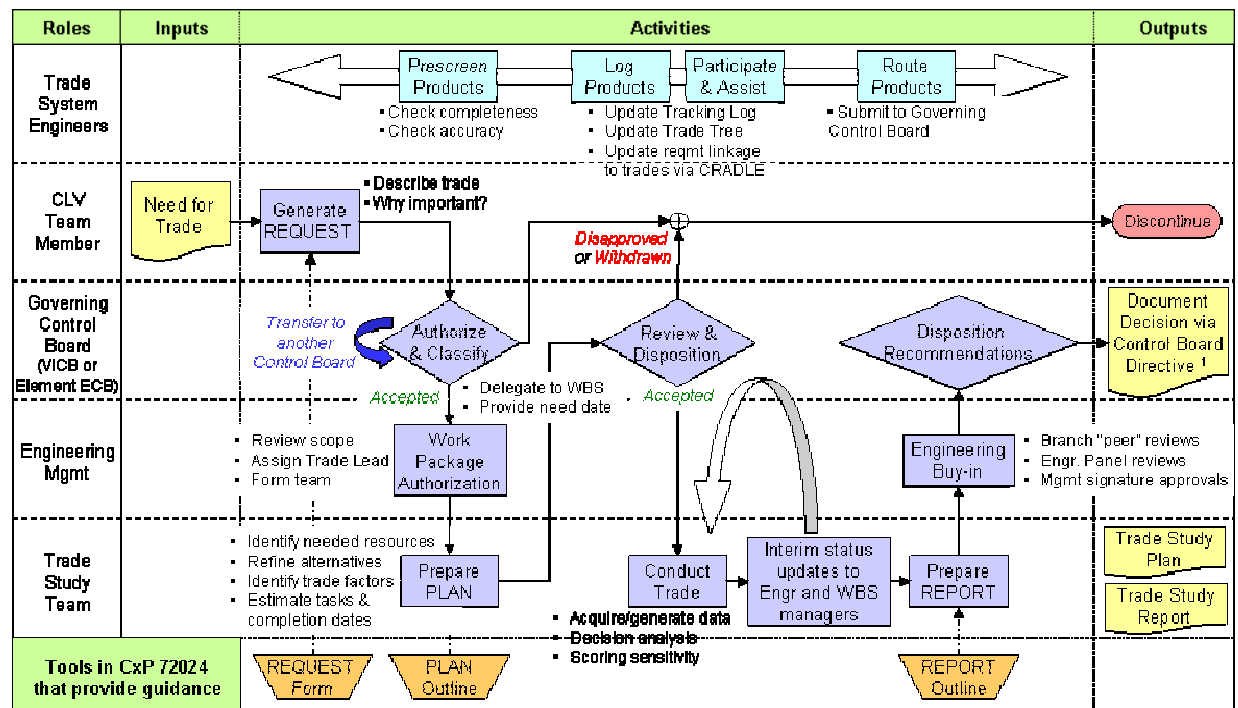 Roles
Inputs
Activities
Outputs
Trade
System
Engineers
Prescreen
Products
▪ Check completeness
▪ Check accuracy
Log
Products
Participate
& Assist
▪ Update Tracking Log
▪ Update Trade Tree
▪ Update reqmt linkage
to trades via CRADLE
Route
Products
▪ Submit to Governing
Control Board
CLV
Team
Member
Need for
Trade
Generate
REQUEST
▪ Describe trade
▪ Why important?
Disapproved
or Withdrawn
Discontinue
Governing
Control
Board
(VICB or
Element ECB)
Transfer to
another
Control Board
Authorize
& Classify
Accepted
▪ Delegate to WBS
▪ Provide need date
Review &
Disposition
Accepted
Disposition
Recommendations
Document
Decision via
Control Board
Directive 1
Engineering
Mgmt
▪ Review scope
▪ Assign Trade Lead
▪ Form team
Work
Package
Authorization
Engineering
Buy-in
▪ Branch "peer" reviews
▪ Engr. Panel reviews
▪ Mgmt signature approvals
Trade
Study
Team
▪ Identify needed resources
▪ Refine alternatives
▪ Identify trade factors
▪ Estimate tasks &
completion dates
Prepare
PLAN
Conduct
Trade
▪ Acquire/generate data
▪ Decision analysis
▪ Scoring sensitivity
Interim status
updates to
Engr and WBS
managers
Prepare
REPORT
Trade Study
Plan
Trade Study
Report
Tools in CxP 72024
that provide guidance
REQUEST
Form
PLAN
Outline
REPORT
Outline